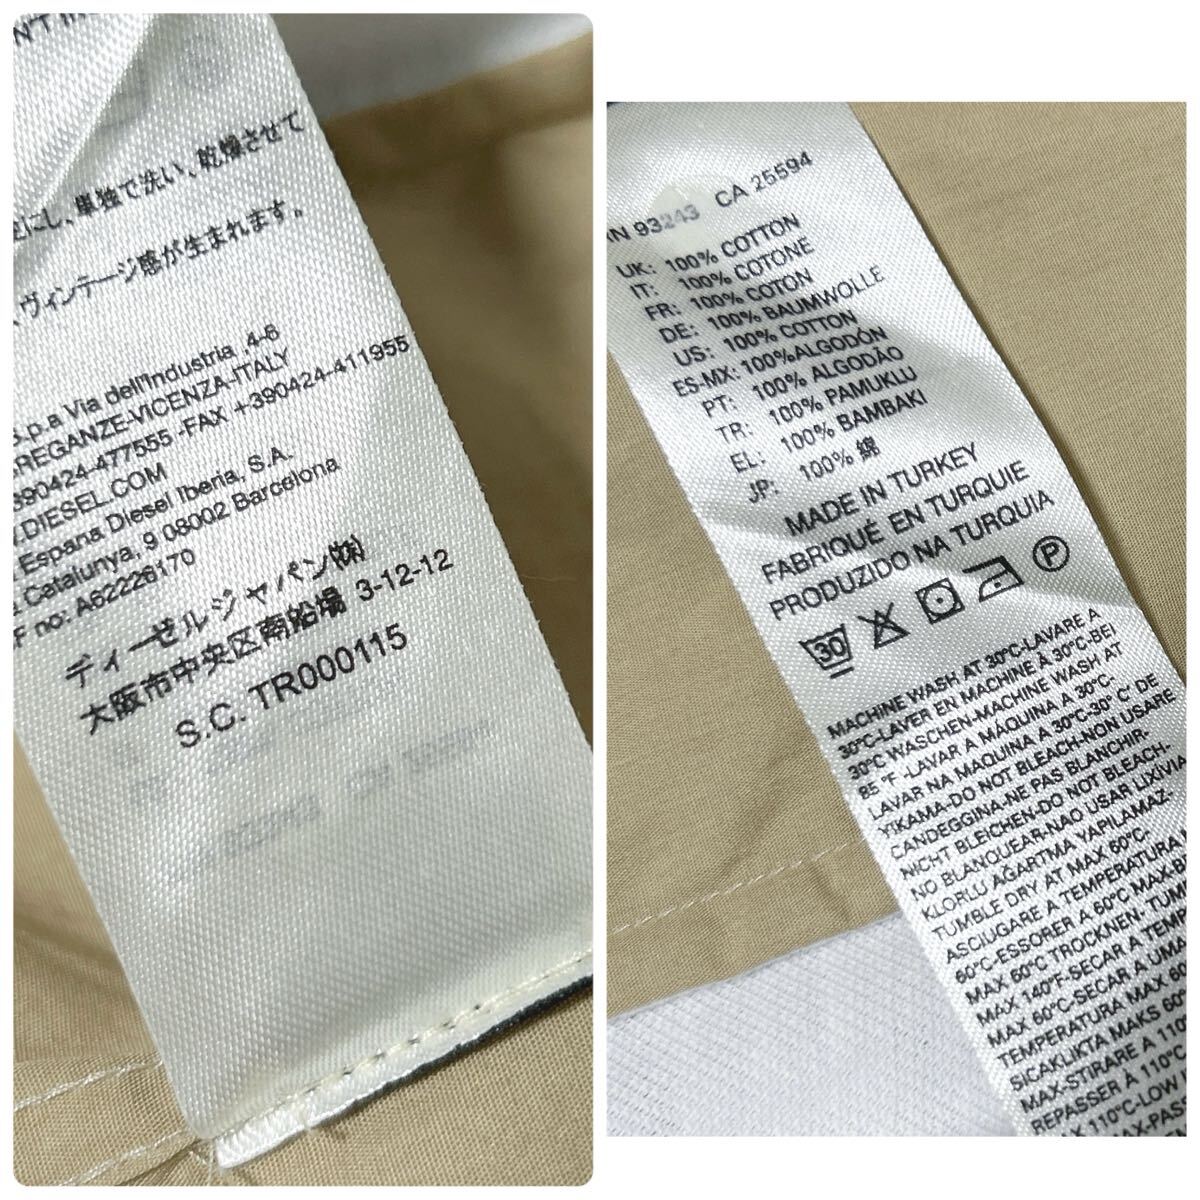 N'T
にし、単独で洗い、乾燥させて
、ヴィンテージ感が生まれます。
S.p.a Via dell'Industria ,4-6
BREGANZE-VICENZA-ITALY
390424-477555 -FAX +390424-411955
.DIESEL.COM
Espana Diesel Iberia, S.A.
Catalunya, 9 08002 Barcelona
F no: A62226170
ディーゼルジャパン㈱
大阪市中央区南船場 3-12-12
S.C. TR000115
N 93243 CA 25594
UK: 100% COTTON
IT: 100% COTONE
FR: 100% COTON
DE: 100% BAUMWOLLE
US: 100% COTTON
ES-MX: 100%ALGODÓN
PT: 100% ALGODÃO
TR: 100% PAMUKLU
EL: 100% BAMBAKI
JP: 100% 綿
MADE IN TURKEY
FABRIQUÉ EN TURQUIE
PRODUZIDO NA TURQUIA
30 P
MACHINE WASH AT 30°C-LAVARE A
30°C-LAVER EN MACHINE À 30°C-BEI
30°C WASCHEN-MACHINE WASH AT
85 °F -LAVAR A MÁQUINA A 30°C-
LAVAR NA MAQUINA A 30°C-30° C' DE
YIKAMA-DO NOT BLEACH-NON USARE
CANDEGGINA-NE PAS BLANCHIR-
NICHT BLEICHEN-DO NOT BLEACH-
NO BLANQUEAR-NAO USAR LIXÍVIA
KLORLU AĞARTMA YAPILAMAZ-
TUMBLE DRY AT MAX 60°C-
ASCIUGARE A TEMPERATURA
60°C-ESSORER A 60°C MAX-
MAX 60°C TROCKNEN-
MAX 140°F-SECAR A
MAX 60°C-SECAR A UMA
TEMPERATURA MAX 60
SICAKLIKTA MAKS 60°
MAX-STIRARE A 110°
REPASSER À 110°C
MAX 110°C-LOW
MAX-PAS